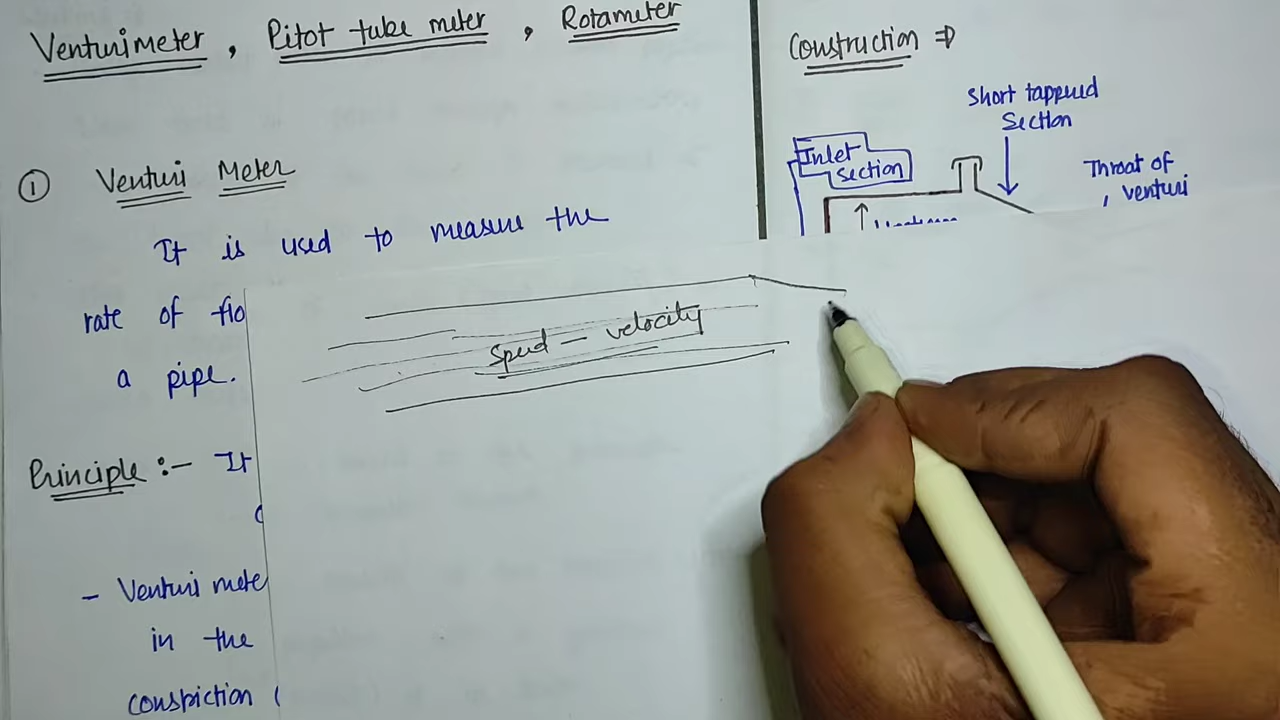 Venturimeter, Pitot tube meter, Rotameter
① Venturi Meter
It is used to measure the
rate of flo
a pipe.
Principle :- It
- Venturi mete
in the
constriction (
speed - velocity
Construction ⇒
Short tappered
Section
Inlet
section
Throat of
venturi